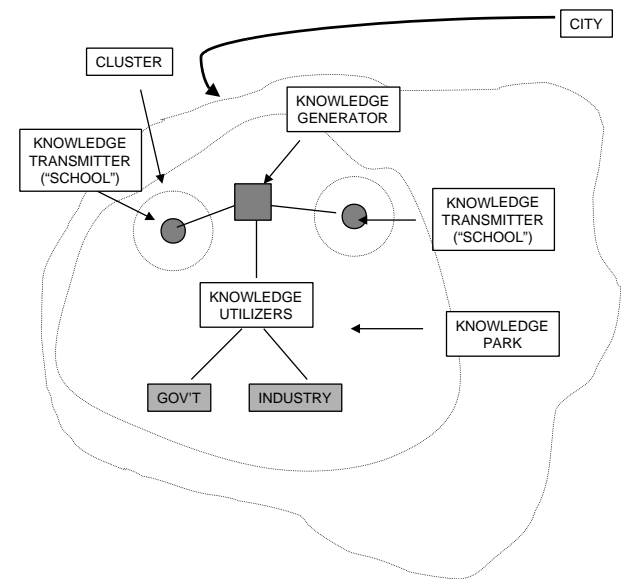 CITY
CLUSTER
KNOWLEDGE
GENERATOR
KNOWLEDGE
TRANSMITTER
("SCHOOL")
KNOWLEDGE
TRANSMITTER
("SCHOOL")
KNOWLEDGE
UTILIZERS
KNOWLEDGE
PARK
GOV'T
INDUSTRY